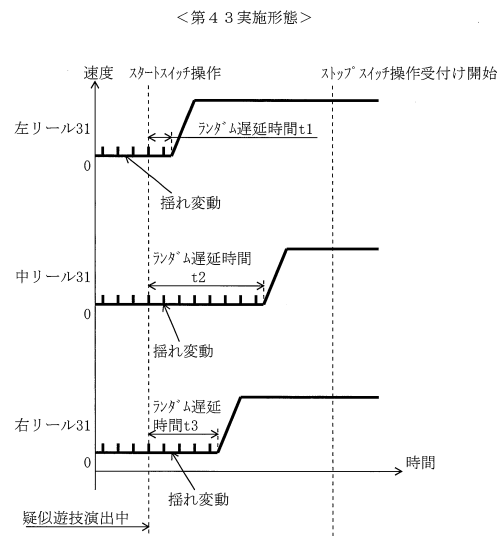 ＜第４３実施形態＞
速度
ｽﾀｰﾄｽｲｯﾁ操作
ｽﾄｯﾌﾟｽｲｯﾁ操作受付け開始
左リール31
ﾗﾝﾀﾞﾑ遅延時間t1
0
揺れ変動
ﾗﾝﾀﾞﾑ遅延時間
t2
中リール31
0
揺れ変動
ﾗﾝﾀﾞﾑ遅延
時間t3
右リール31
0
時間
揺れ変動
疑似遊技演出中